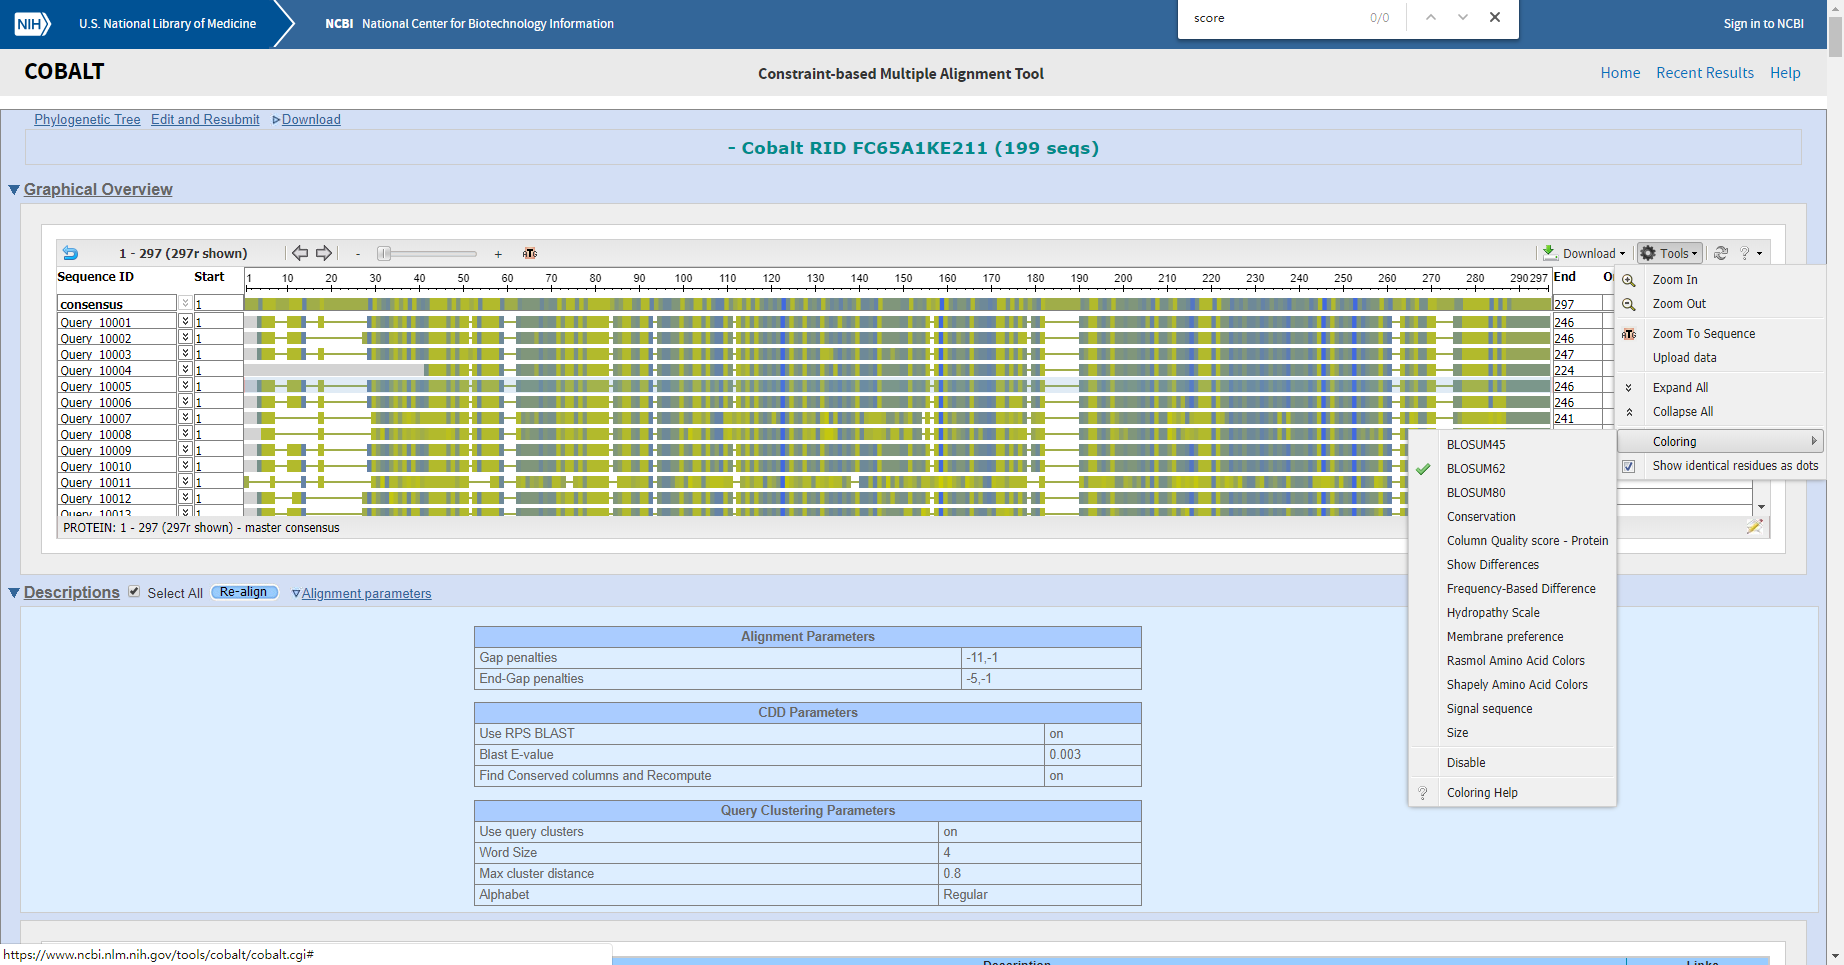 NIH U.S. National Library of Medicine NCBI National Center for Biotechnology Information Sign in to NCBI
score 0/0
COBALT Constraint-based Multiple Alignment Tool Home Recent Results Help
Phylogenetic Tree Edit and Resubmit Download
- Cobalt RID FC65A1KE211 (199 seqs)
Graphical Overview
1 - 297 (297r shown) - + ATG Download Tools ?
Sequence ID Start 1 10 20 30 40 50 60 70 80 90 100 110 120 130 140 150 160 170 180 190 200 210 220 230 240 250 260 270 280 290 297 End O
consensus 1 297
Query_10001 1 246
Query_10002 1 246
Query_10003 1 247
Query_10004 1 224
Query_10005 1 246
Query_10006 1 246
Query_10007 1 241
Query_10008 1
Query_10009 1
Query_10010 1
Query_10011 1
Query_10012 1
Query_10013 1
PROTEIN: 1 - 297 (297r shown) - master consensus
Zoom In
Zoom Out
Zoom To Sequence
Upload data
Expand All
Collapse All
Coloring
Show identical residues as dots
BLOSUM45
BLOSUM62
BLOSUM80
Conservation
Column Quality score - Protein
Show Differences
Frequency-Based Difference
Hydropathy Scale
Membrane preference
Rasmol Amino Acid Colors
Shapely Amino Acid Colors
Signal sequence
Size
Disable
? Coloring Help
Descriptions Select All Re-align Alignment parameters
Alignment Parameters
Gap penalties -11,-1
End-Gap penalties -5,-1
CDD Parameters
Use RPS BLAST on
Blast E-value 0.003
Find Conserved columns and Recompute on
Query Clustering Parameters
Use query clusters on
Word Size 4
Max cluster distance 0.8
Alphabet Regular
https://www.ncbi.nlm.nih.gov/tools/cobalt/cobalt.cgi#
Description Links